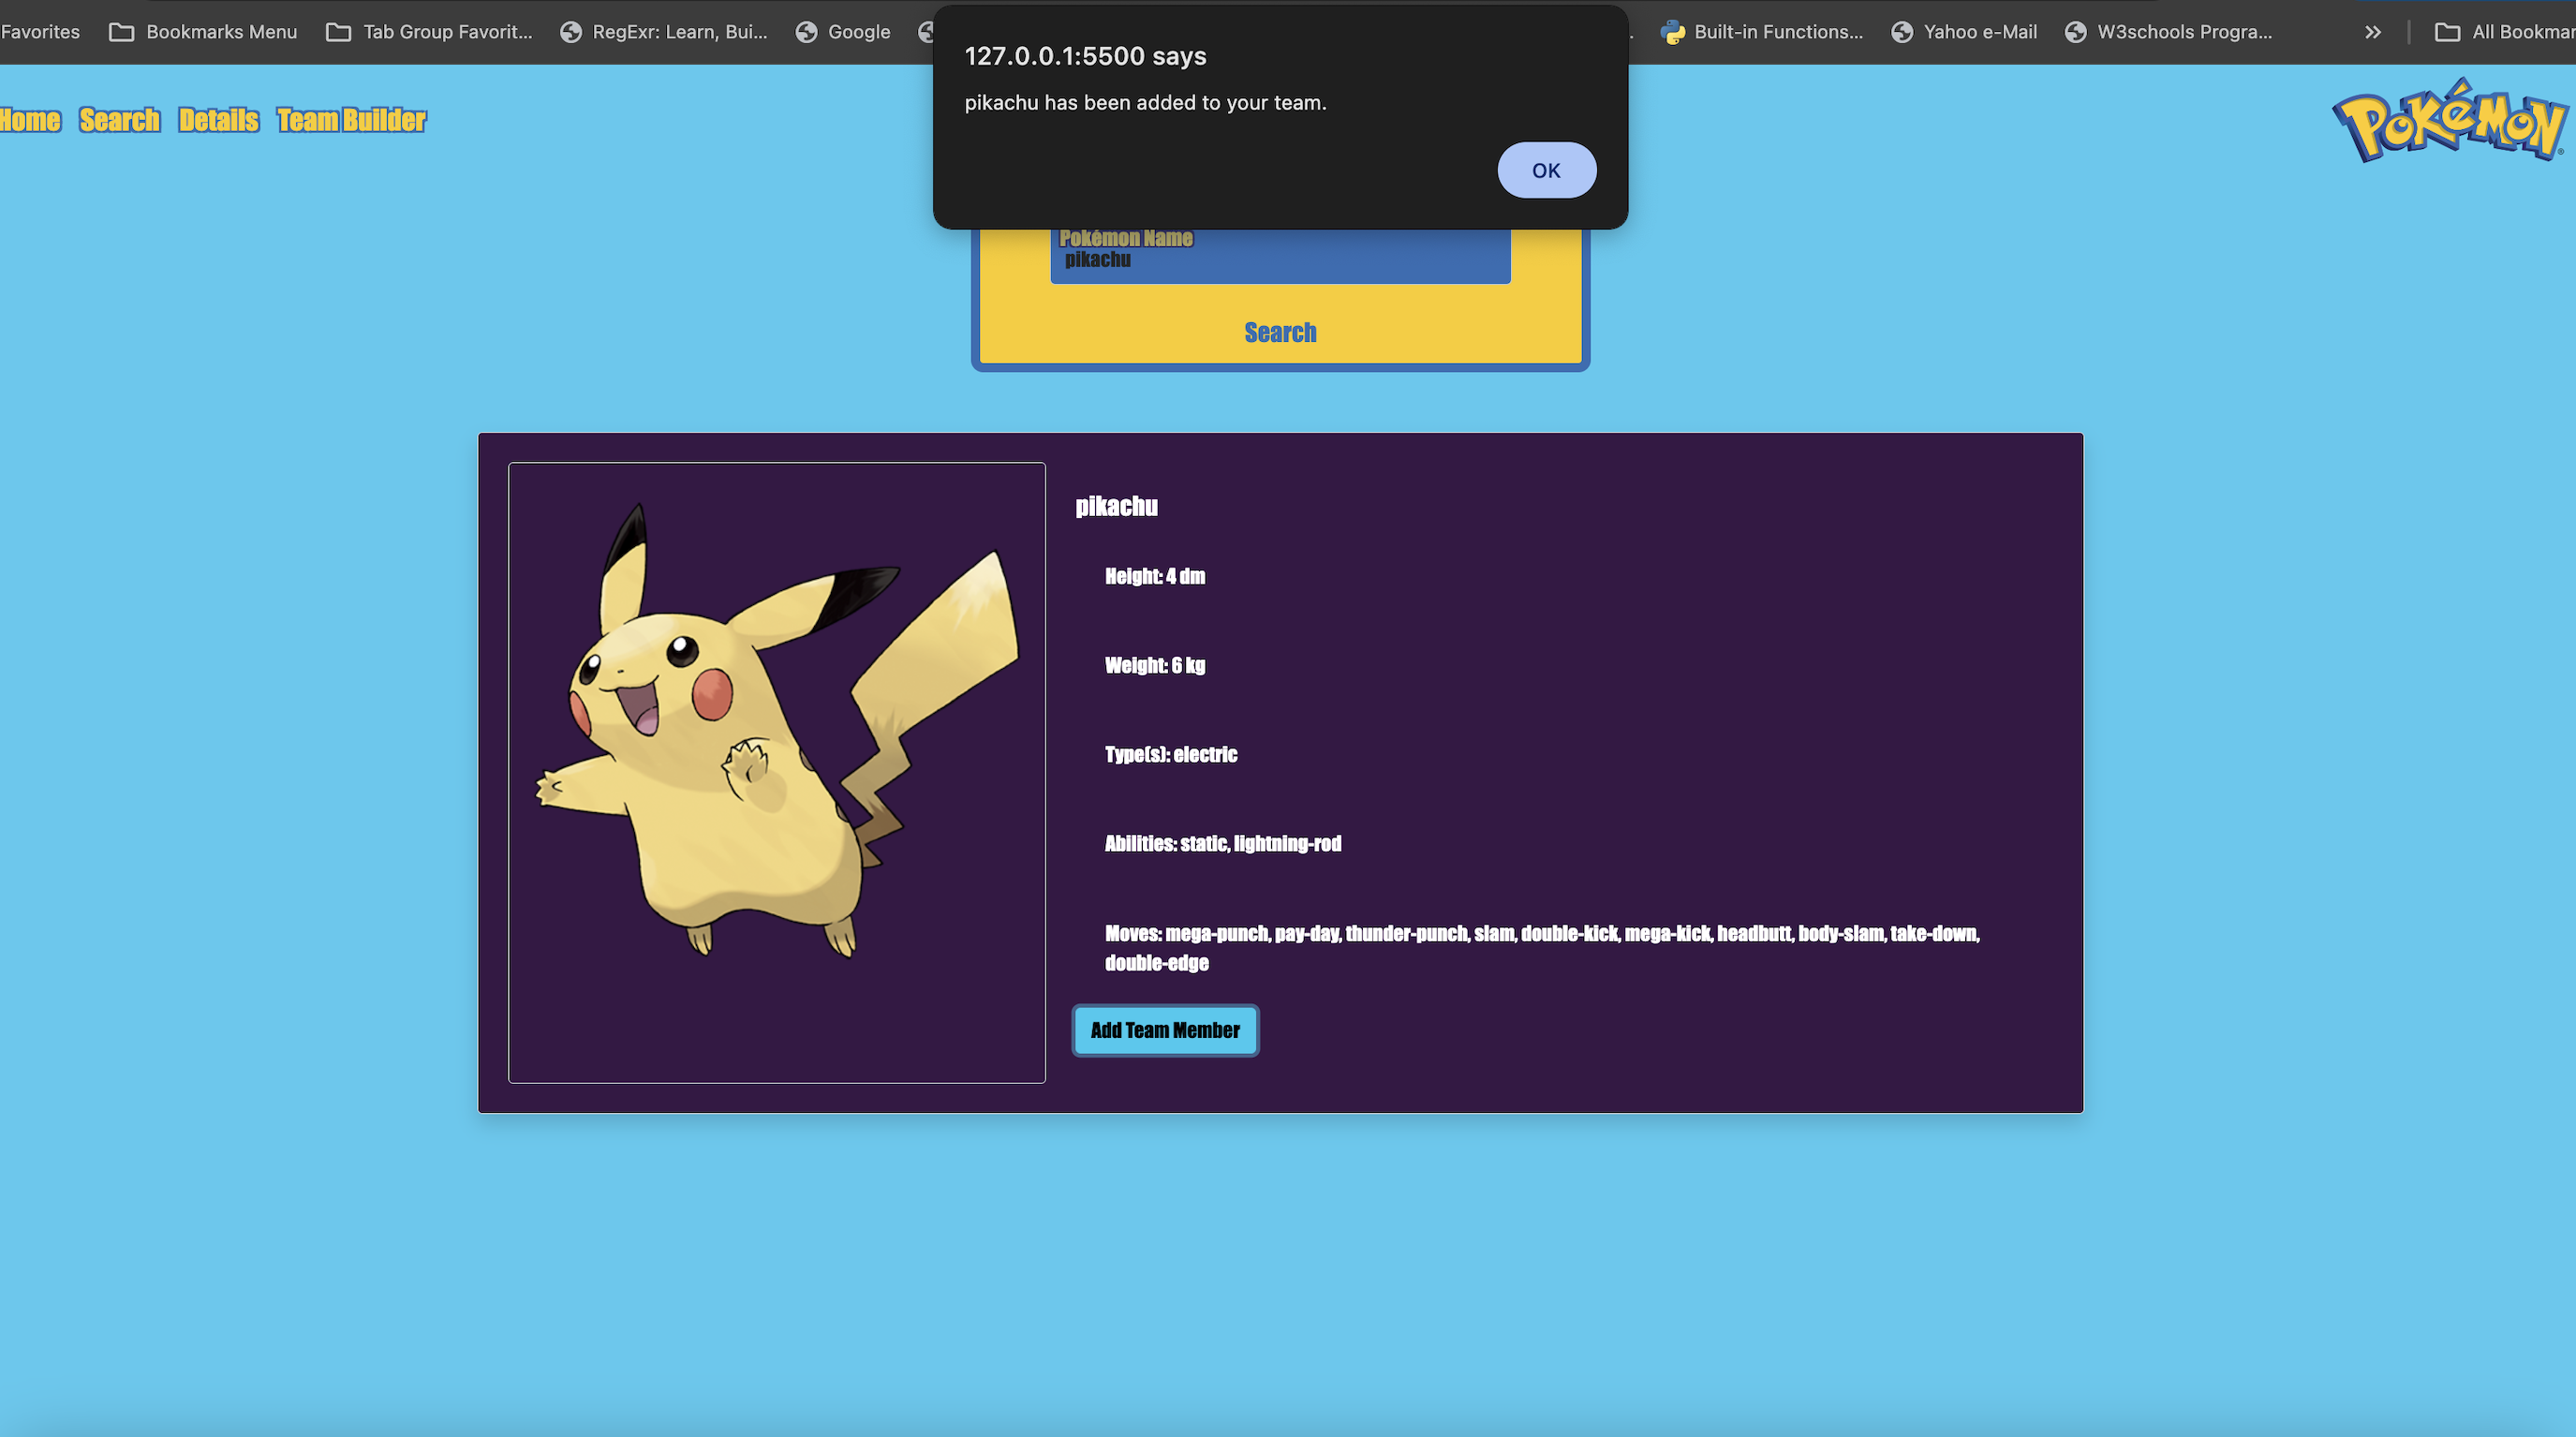 Favorites Bookmarks Menu Tab Group Favorit... RegExr: Learn, Bui... Google Built-in Functions... Yahoo e-Mail W3schools Progra... » All Bookmar
127.0.0.1:5500 says
pikachu has been added to your team.
OK
Home Search Details Team Builder
POKéMON
Pokémon Name
pikachu
Search
pikachu
Height: 4 dm
Weight: 6 kg
Type(s): electric
Abilities: static, lightning-rod
Moves: mega-punch, pay-day, thunder-punch, slam, double-kick, mega-kick, headbutt, body-slam, take-down,
double-edge
Add Team Member